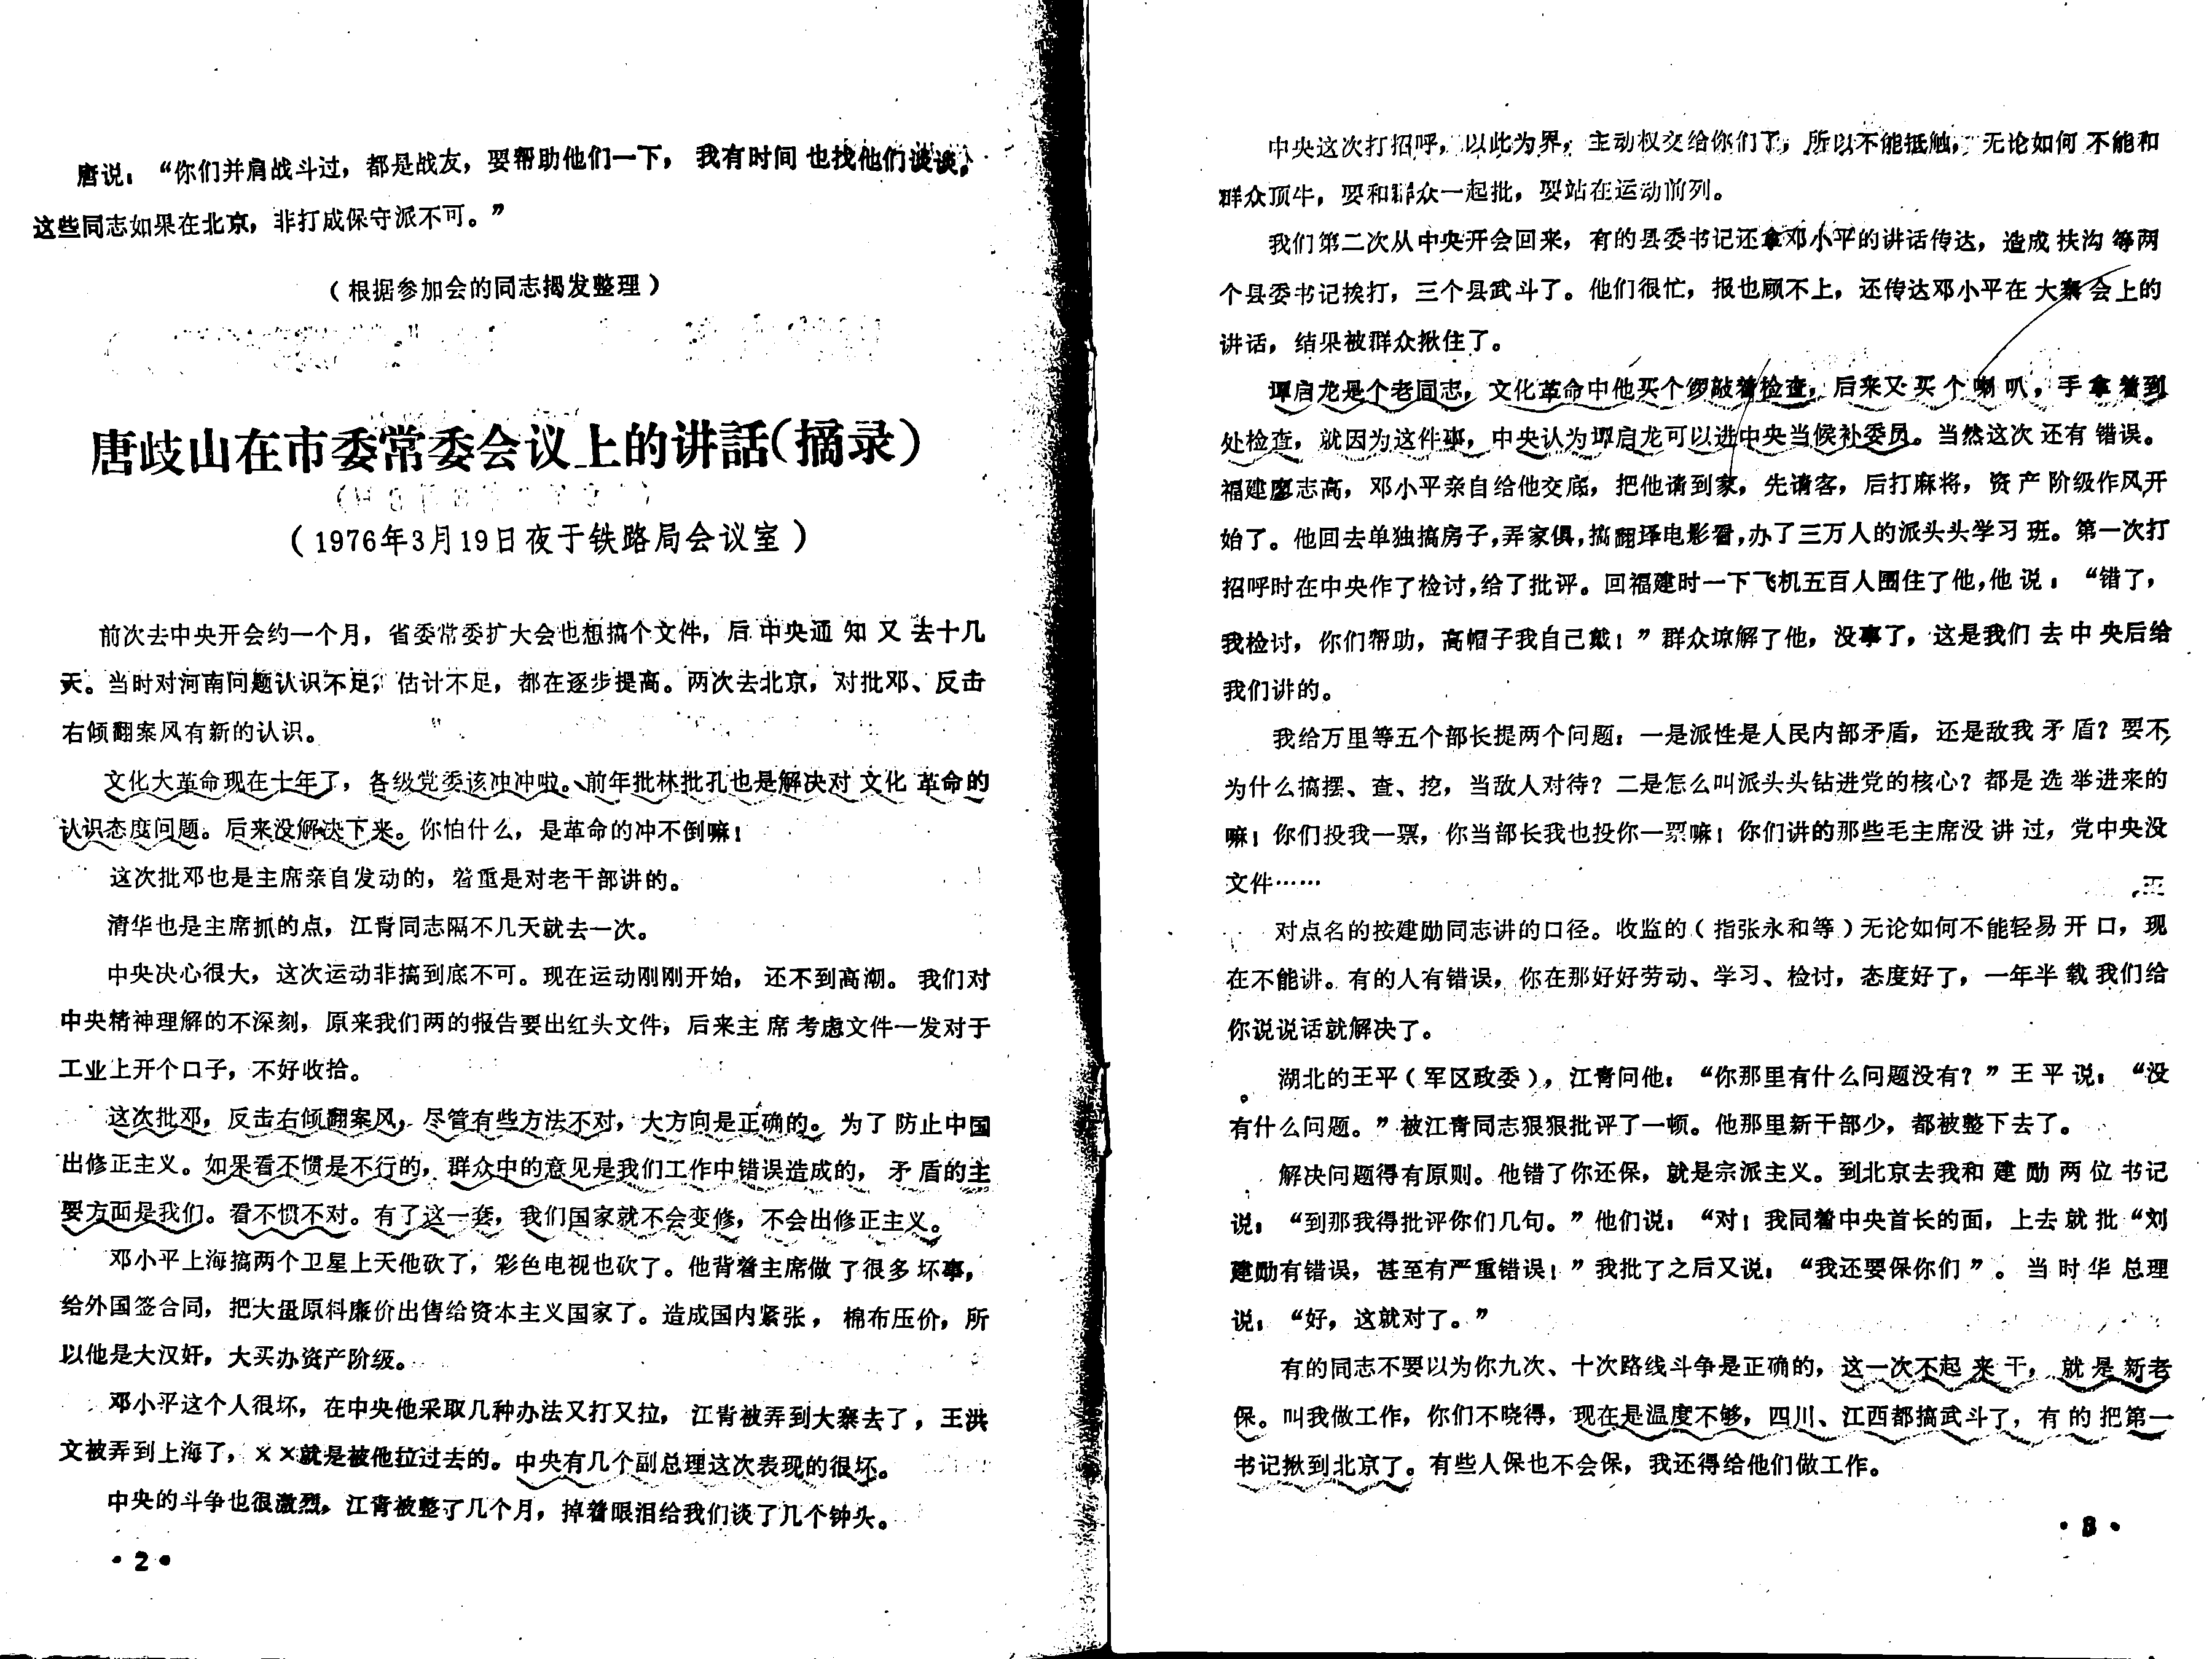 唐说：“你们并肩战斗过，都是战友，要帮助他们一下，我有时间也找他们谈谈，
这些同志如果在北京，非打成保守派不可。”
（根据参加会的同志揭发整理）
唐歧山在市委常委会议上的讲話（摘录）
（1976年3月19日夜于铁路局会议室）
前次去中央开会约一个月，省委常委扩大会也想搞个文件，后中央通知又去十几
天。当时对河南问题认识不足，估计不足，都在逐步提高。两次去北京，对批邓、反击
右倾翻案风有新的认识。
文化大革命现在十年了，各级党委该冲冲啦。前年批林批孔也是解决对文化革命的
认识态度问题。后来没解决下来。你怕什么，是革命的冲不倒嘛！
这次批邓也是主席亲自发动的，着重是对老干部讲的。
清华也是主席抓的点，江青同志隔不几天就去一次。
中央决心很大，这次运动非搞到底不可。现在运动刚刚开始，还不到高潮。我们对
中央精神理解的不深刻，原来我们两的报告要出红头文件，后来主席考虑文件一发对于
工业上开个口子，不好收拾。
这次批邓，反击右倾翻案风，尽管有些方法不对，大方向是正确的。为了防止中国
出修正主义。如果看不惯是不行的，群众中的意见是我们工作中错误造成的，矛盾的主
要方面是我们。看不惯不对。有了这一套，我们国家就不会变修，不会出修正主义。
邓小平上海搞两个卫星上天他砍了，彩色电视也砍了。他背着主席做了很多坏事，
给外国签合同，把大量原料廉价出售给资本主义国家了。造成国内紧张，棉布压价，所
以他是大汉奸，大买办资产阶级。
邓小平这个人很坏，在中央他采取几种办法又打又拉，江青被弄到大寨去了，王洪
文被弄到上海了，××就是被他拉过去的。中央有几个副总理这次表现的很坏。
中央的斗争也很激烈，江青被整了几个月，掉着眼泪给我们谈了几个钟头。
·2·
中央这次打招呼，以此为界，主动权交给你们了，所以不能抵触，无论如何不能和
群众顶牛，要和群众一起批，要站在运动前列。
我们第二次从中央开会回来，有的县委书记还拿邓小平的讲话传达，造成扶沟等两
个县委书记挨打，三个县武斗了。他们很忙，报也顾不上，还传达邓小平在大寨会上的
讲话，结果被群众揪住了。
谭启龙是个老同志，文化革命中他买个锣敲着检查，后来又买个喇叭，手拿着到
处检查，就因为这件事，中央认为谭启龙可以进中央当候补委员。当然这次还有错误。
福建廖志高，邓小平亲自给他交底，把他请到家，先请客，后打麻将，资产阶级作风开
始了。他回去单独搞房子，弄家俱，搞翻译电影看，办了三万人的派头头学习班。第一次打
招呼时在中央作了检讨，给了批评。回福建时一下飞机五百人围住了他，他说：“错了，
我检讨，你们帮助，高帽子我自己戴！”群众谅解了他，没事了，这是我们去中央后给
我们讲的。
我给万里等五个部长提两个问题：一是派性是人民内部矛盾，还是敌我矛盾？要不，
为什么搞摆、查、挖，当敌人对待？二是怎么叫派头头钻进党的核心？都是选举进来的
嘛！你们投我一票，你当部长我也投你一票嘛！你们讲的那些毛主席没讲过，党中央没
文件……
对点名的按建勋同志讲的口径。收监的（指张永和等）无论如何不能轻易开口，现
在不能讲。有的人有错误，你在那好好劳动、学习、检讨，态度好了，一年半载我们给
你说说话就解决了。
湖北的王平（军区政委），江青问他：“你那里有什么问题没有？”王平说：“没
有什么问题。”被江青同志狠狠批评了一顿。他那里新干部少，都被整下去了。
解决问题得有原则。他错了你还保，就是宗派主义。到北京去我和建勋两位书记
说：“到那我得批评你们几句。”他们说：“对！我同着中央首长的面，上去就批“刘
建勋有错误，甚至有严重错误！”我批了之后又说：“我还要保你们”。当时华总理
说：“好，这就对了。”
有的同志不要以为你九次、十次路线斗争是正确的，这一次不起来干，就是新老
保。叫我做工作，你们不晓得，现在是温度不够，四川、江西都搞武斗了，有的把第一
书记揪到北京了。有些人保也不会保，我还得给他们做工作。
·3·